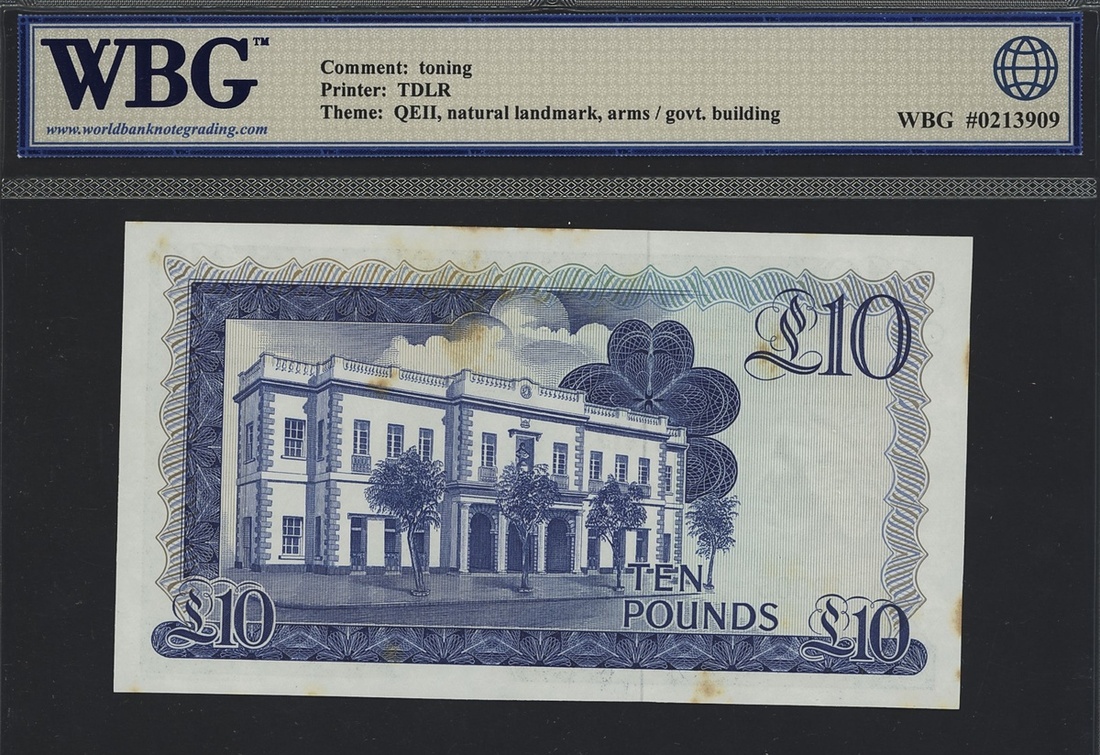 WBG™
www.worldbanknotegrading.com
Comment: toning
Printer: TDLR
Theme: QEII, natural landmark, arms / govt. building
WBG #0213909
£10
TEN
POUNDS
£10
£10